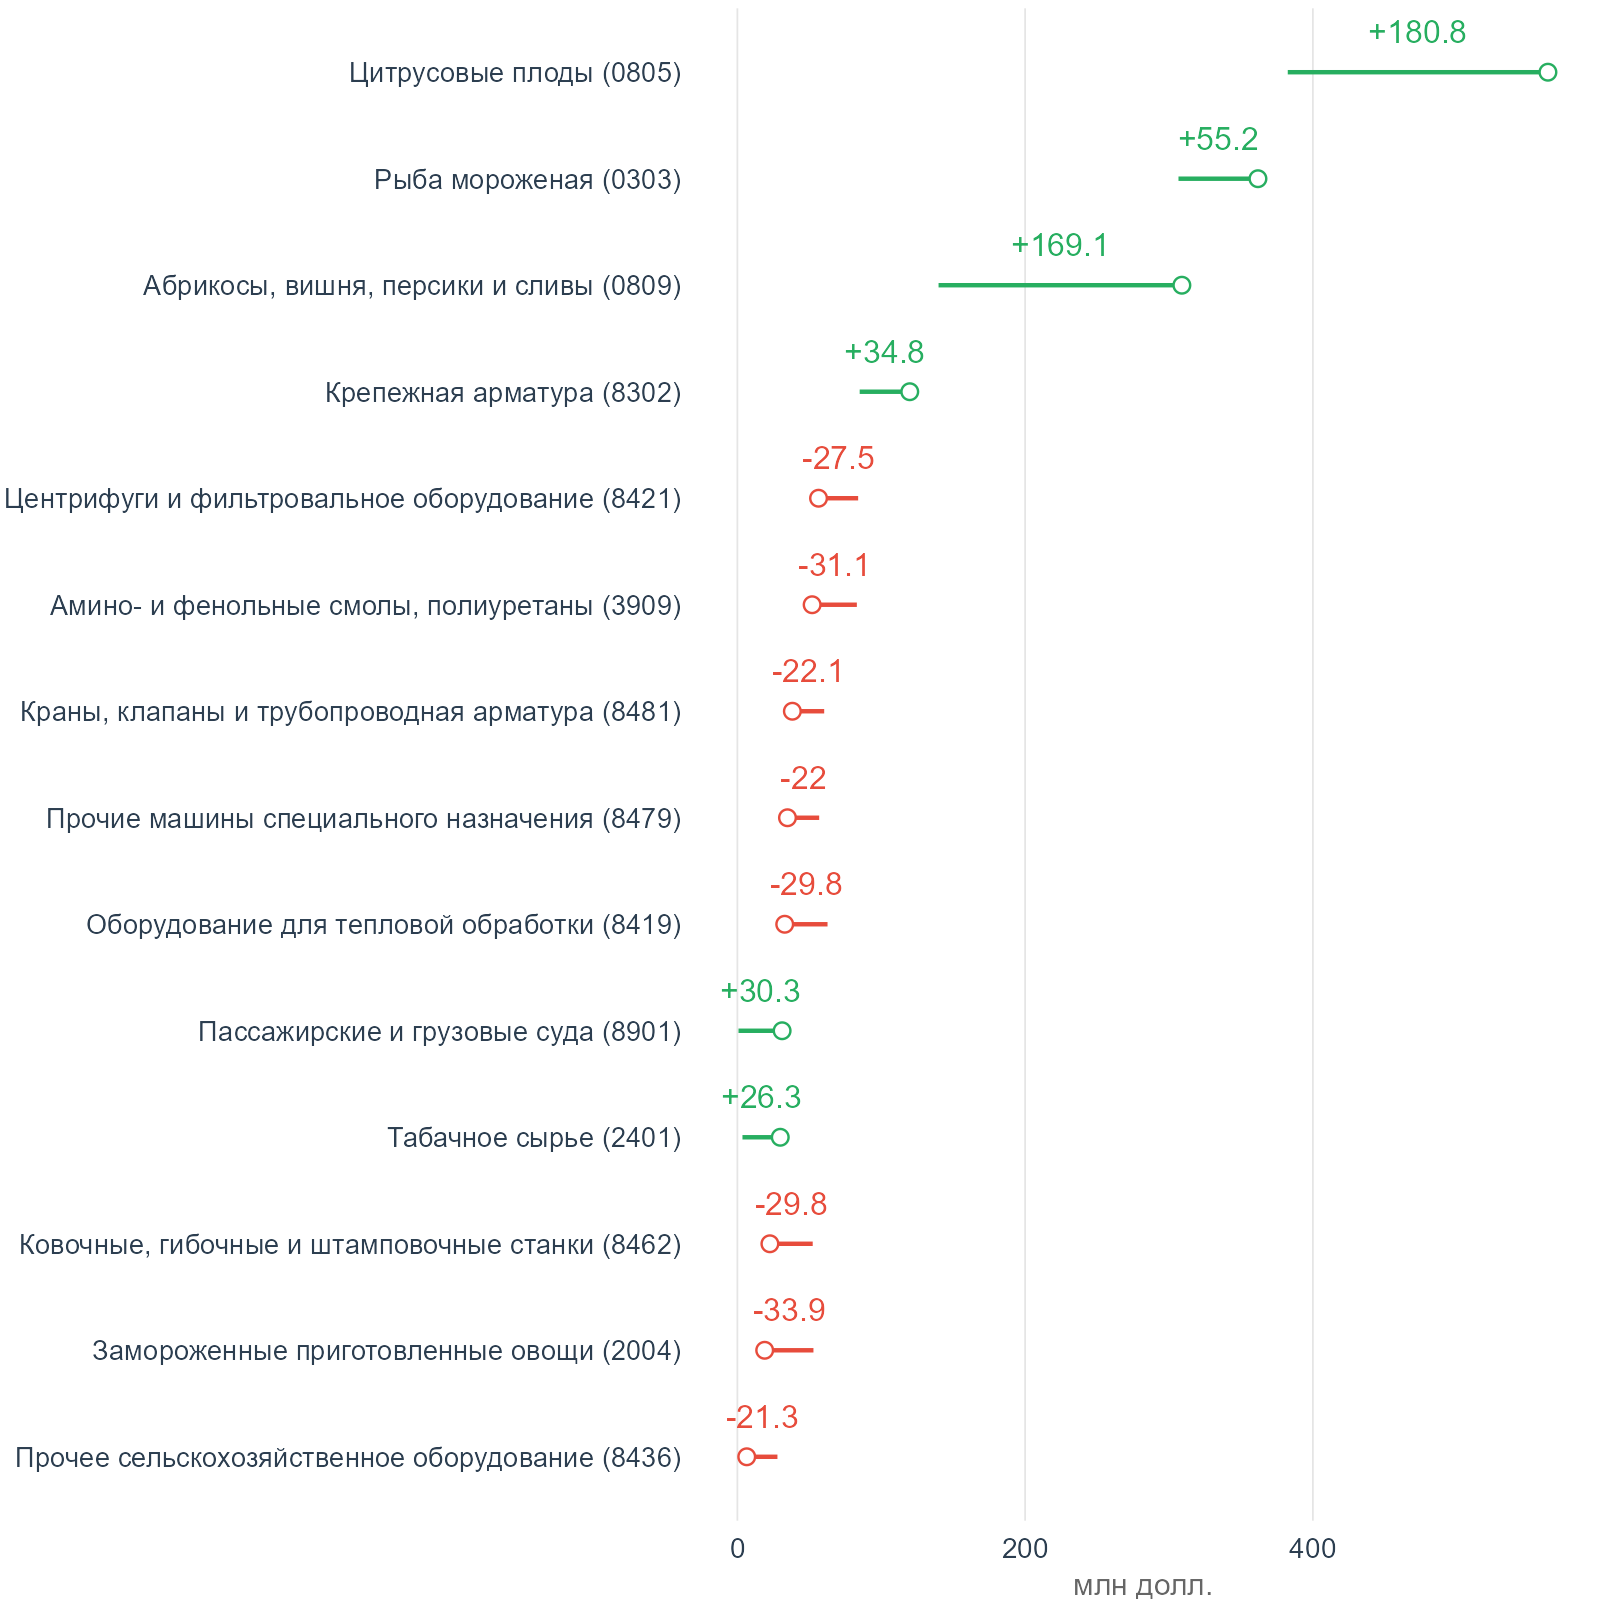 +180.8
Цитрусовые плоды (0805)
+55.2
Рыба мороженая (0303)
+169.1
Абрикосы, вишня, персики и сливы (0809)
+34.8
Крепежная арматура (8302)
-27.5
Центрифуги и фильтровальное оборудование (8421)
-31.1
Амино- и фенольные смолы, полиуретаны (3909)
-22.1
Краны, клапаны и трубопроводная арматура (8481)
-22
Прочие машины специального назначения (8479)
-29.8
Оборудование для тепловой обработки (8419)
+30.3
Пассажирские и грузовые суда (8901)
+26.3
Табачное сырье (2401)
-29.8
Ковочные, гибочные и штамповочные станки (8462)
-33.9
Замороженные приготовленные овощи (2004)
-21.3
Прочее сельскохозяйственное оборудование (8436)
0 200 400
млн долл.